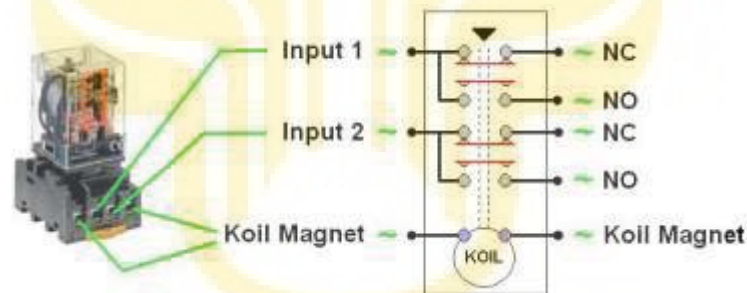 Input 1 ~ ~ NC
~ NO
Input 2 ~ ~ NC
~ NO
Koil Magnet ~ KOIL ~ Koil Magnet